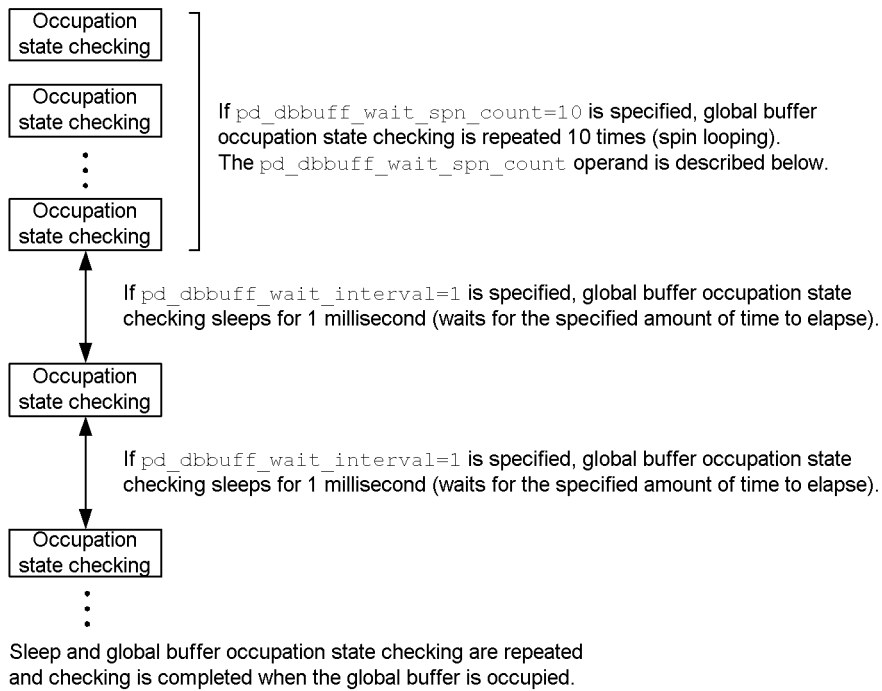 Occupation
state checking
Occupation
state checking
If pd_dbbuff_wait_spn_count=10 is specified, global buffer
occupation state checking is repeated 10 times (spin looping).
The pd_dbbuff_wait_spn_count operand is described below.
Occupation
state checking
If pd_dbbuff_wait_interval=1 is specified, global buffer occupation state
checking sleeps for 1 millisecond (waits for the specified amount of time to elapse).
Occupation
state checking
If pd_dbbuff_wait_interval=1 is specified, global buffer occupation state
checking sleeps for 1 millisecond (waits for the specified amount of time to elapse).
Occupation
state checking
Sleep and global buffer occupation state checking are repeated
and checking is completed when the global buffer is occupied.